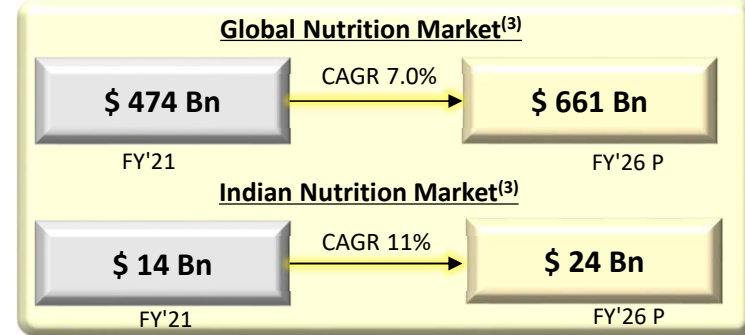 Global Nutrition Market(3)
$ 474 Bn
CAGR 7.0%
$ 661 Bn
FY'21
FY'26 P
Indian Nutrition Market(3)
$ 14 Bn
CAGR 11%
$ 24 Bn
FY'21
FY'26 P